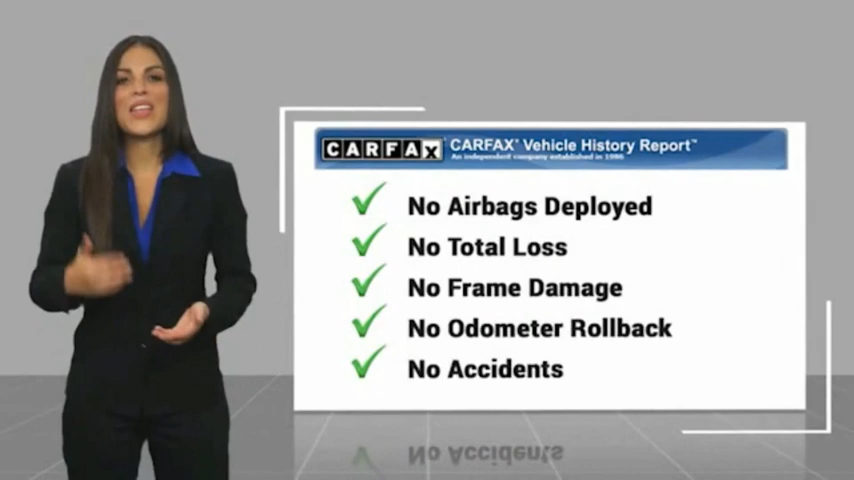 CARFAX CARFAX® Vehicle History Report™
An independent company established in 1986
No Airbags Deployed
No Total Loss
No Frame Damage
No Odometer Rollback
No Accidents
No Accidents